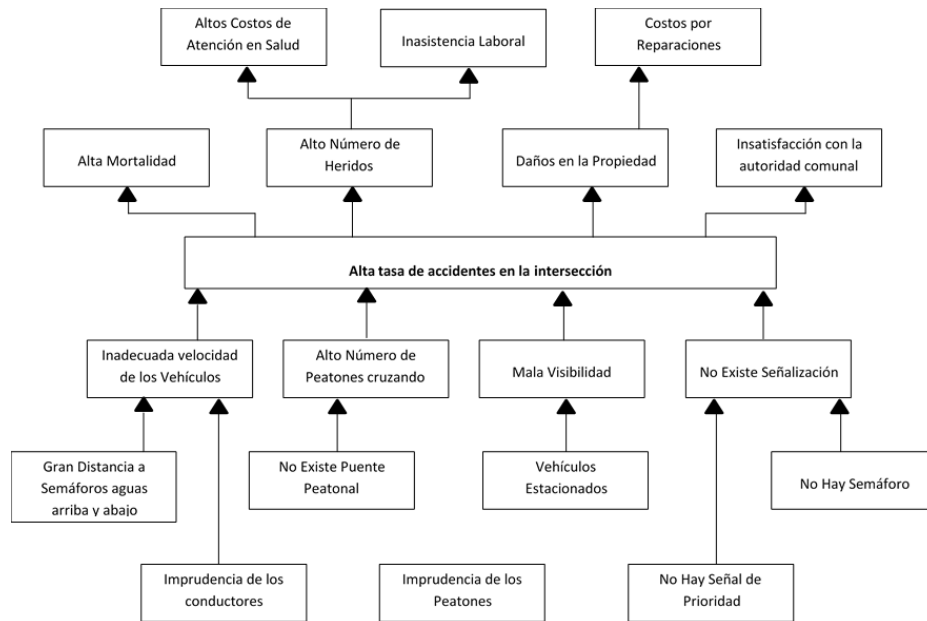 Altos Costos de
Atención en Salud
Inasistencia Laboral
Costos por
Reparaciones
Alta Mortalidad
Alto Número de
Heridos
Daños en la Propiedad
Insatisfacción con la
autoridad comunal
Alta tasa de accidentes en la intersección
Inadecuada velocidad
de los Vehículos
Alto Número de
Peatones cruzando
Mala Visibilidad
No Existe Señalización
Gran Distancia a
Semáforos aguas
arriba y abajo
No Existe Puente
Peatonal
Vehículos
Estacionados
No Hay Semáforo
Imprudencia de los
conductores
Imprudencia de los
Peatones
No Hay Señal de
Prioridad